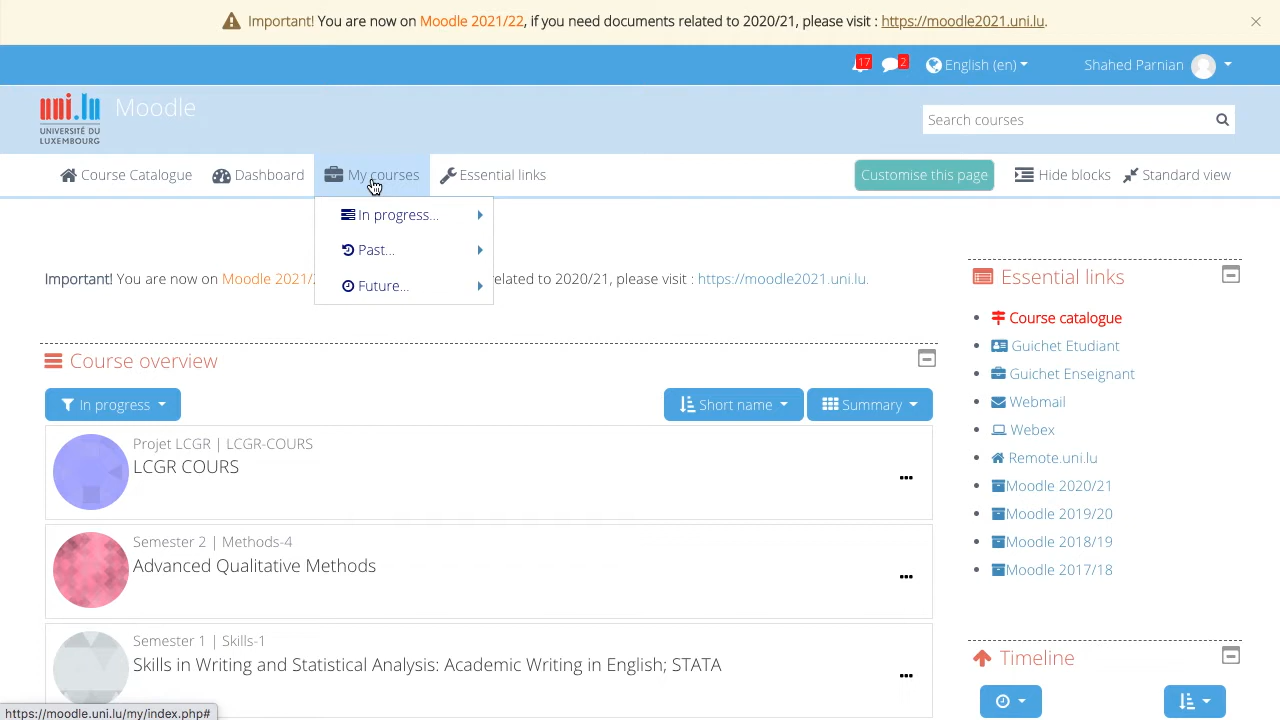 Important! You are now on Moodle 2021/22, if you need documents related to 2020/21, please visit : https://moodle2021.uni.lu.
17
2
English (en)
Shahed Parnian
uni.lu
UNIVERSITÉ DU
LUXEMBOURG
Moodle
Search courses
Course Catalogue
Dashboard
My courses
Essential links
Customise this page
Hide blocks
Standard view
In progress...
Past...
Future...
Important! You are now on Moodle 2021/
elated to 2020/21, please visit : https://moodle2021.uni.lu.
Course overview
In progress
Short name
Summary
Projet LCGR | LCGR-COURS
LCGR COURS
Semester 2 | Methods-4
Advanced Qualitative Methods
Semester 1 | Skills-1
Skills in Writing and Statistical Analysis: Academic Writing in English; STATA
Essential links
Course catalogue
Guichet Etudiant
Guichet Enseignant
Webmail
Webex
Remote.uni.lu
Moodle 2020/21
Moodle 2019/20
Moodle 2018/19
Moodle 2017/18
Timeline
https://moodle.uni.lu/my/index.php#